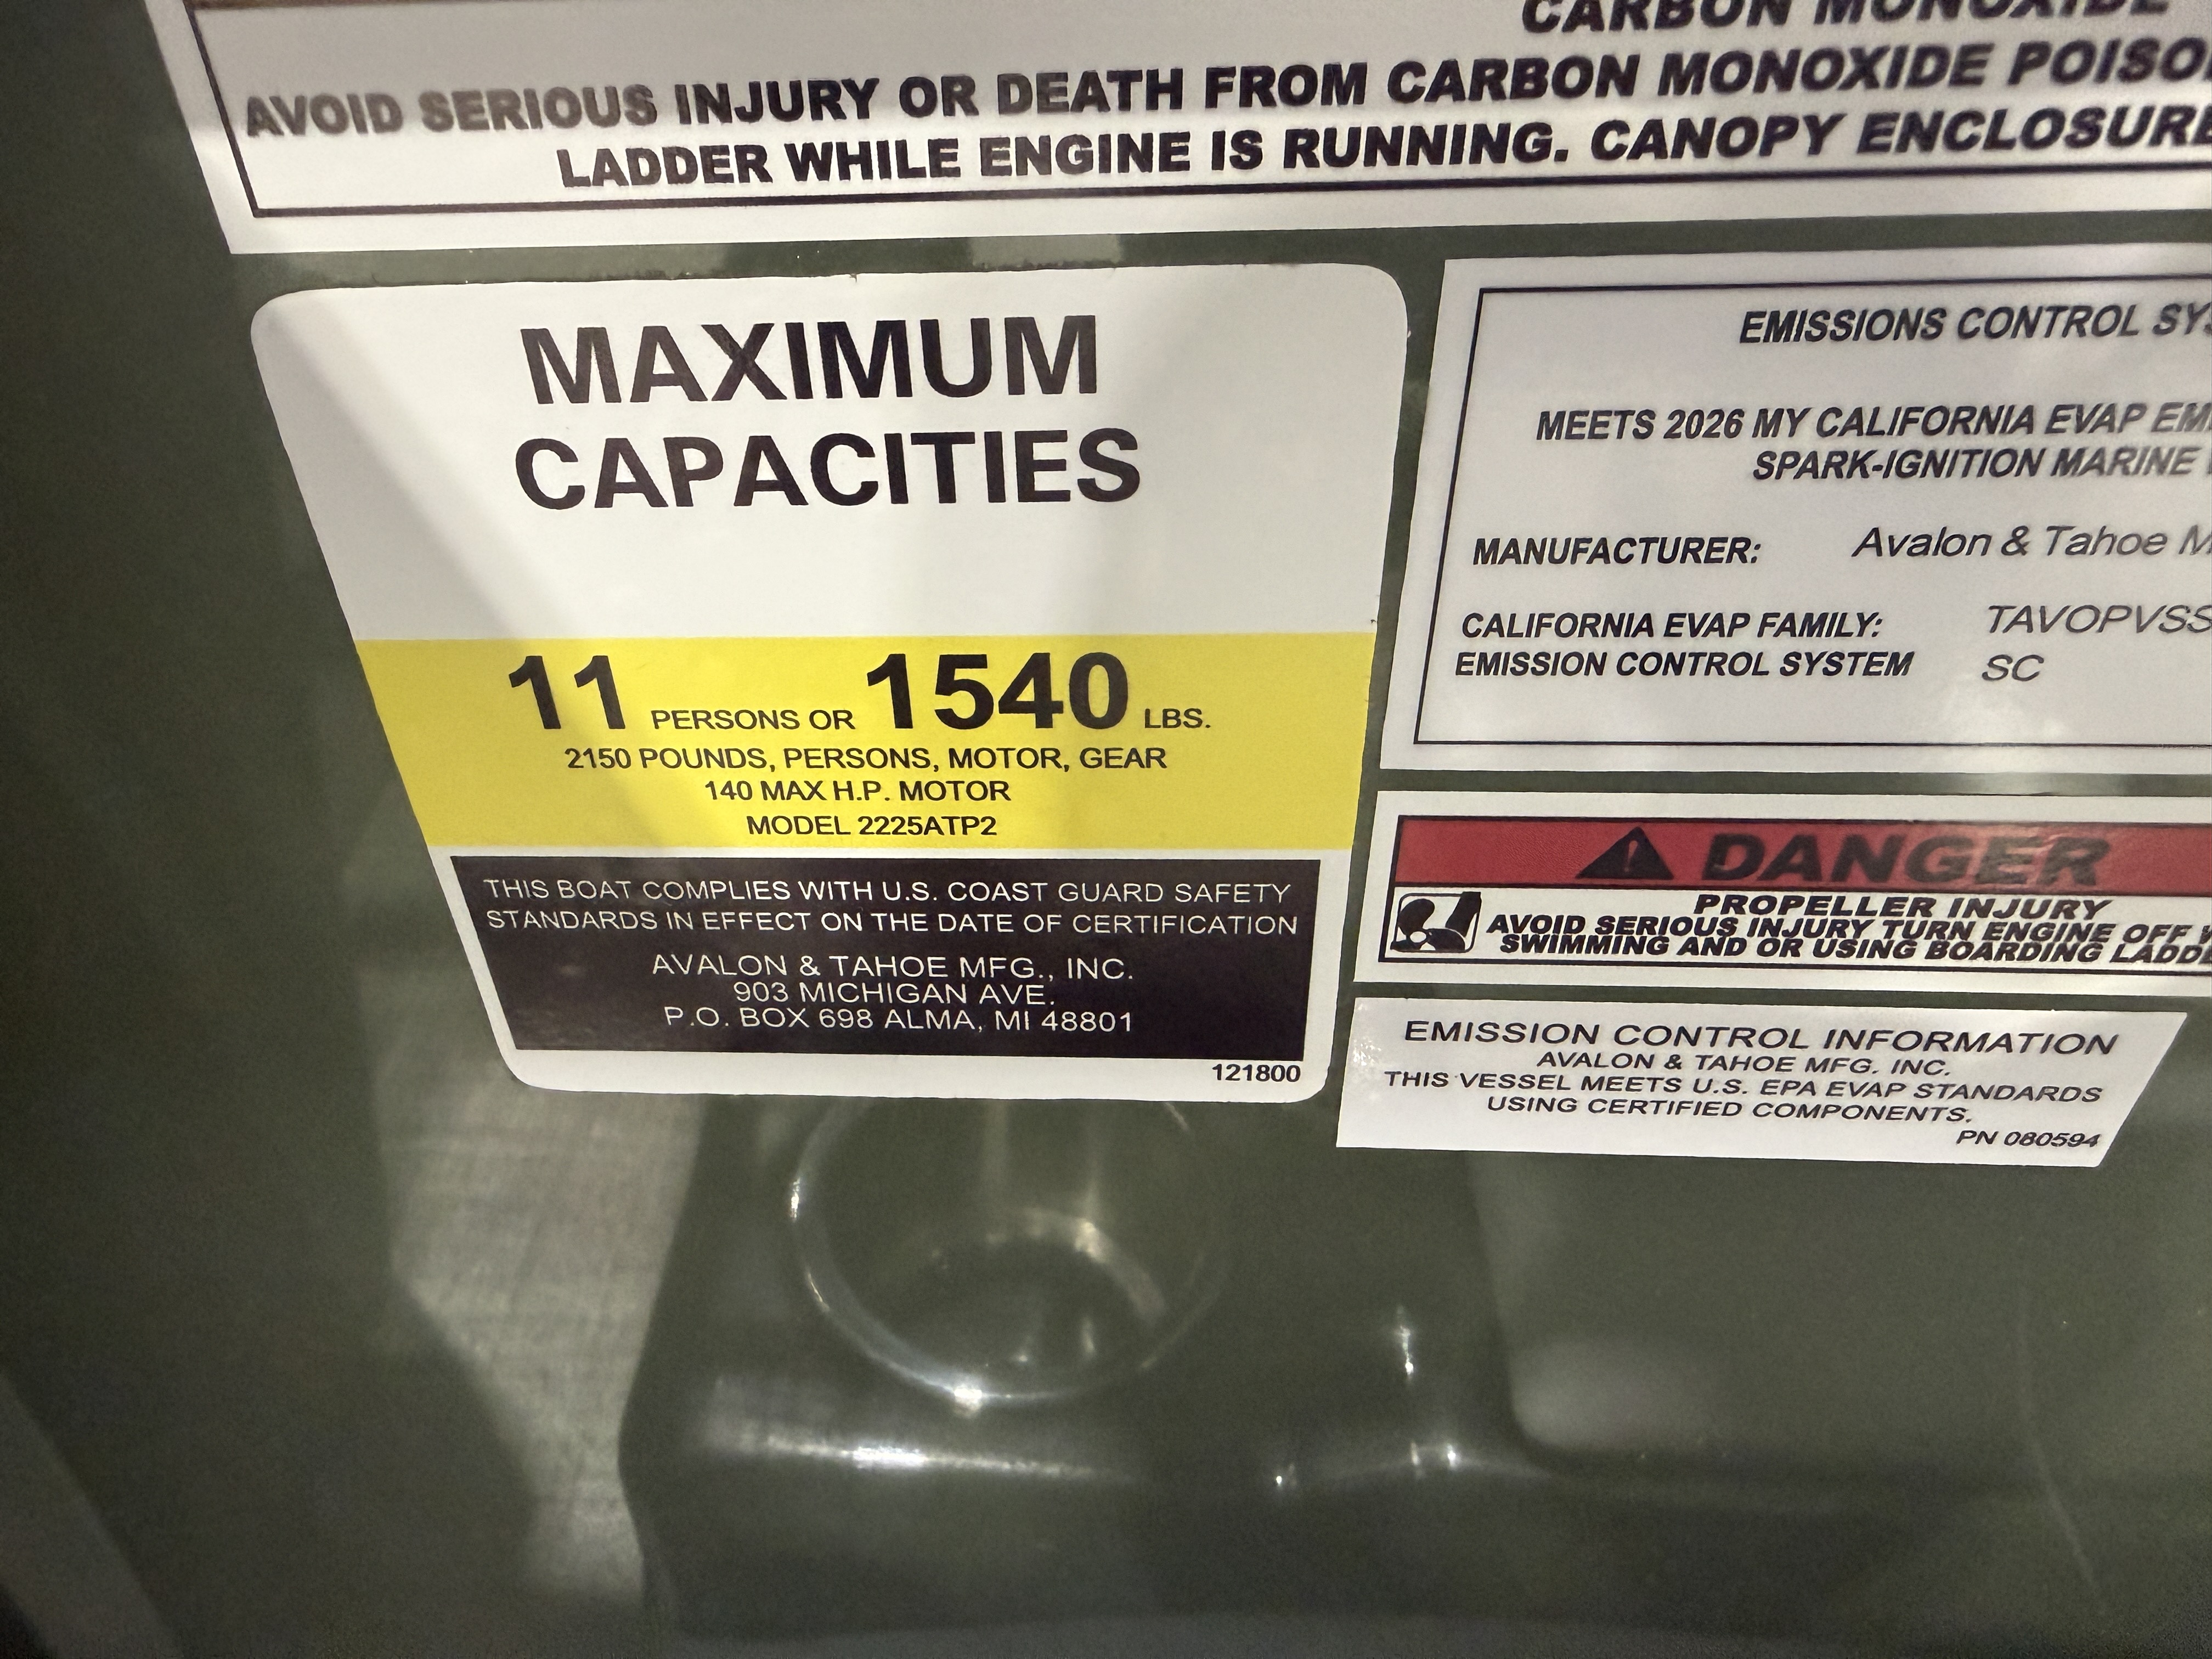 CARBON MONOXIDE
AVOID SERIOUS INJURY OR DEATH FROM CARBON MONOXIDE
LADDER WHILE ENGINE IS RUNNING. CANOPY
MAXIMUM
CAPACITIES
11 PERSONS OR 1540 LBS.
2150 POUNDS, PERSONS, MOTOR, GEAR
140 MAX H.P. MOTOR
MODEL 2225ATP2
THIS BOAT COMPLIES WITH U.S. COAST GUARD SAFETY
STANDARDS IN EFFECT ON THE DATE OF CERTIFICATION
AVALON & TAHOE MFG., INC.
903 MICHIGAN AVE.
P.O. BOX 698 ALMA, MI 48801
121800
EMISSIONS CONTROL
MEETS 2026 MY CALIFORNIA EVAP
SPARK-IGNITION MARINE
MANUFACTURER: Avalon & Tahoe
CALIFORNIA EVAP FAMILY: TAVOPVSS
EMISSION CONTROL SYSTEM SC
DANGER
PROPELLER INJURY
AVOID SERIOUS INJURY TURN ENGINE OFF
SWIMMING AND OR USING BOARDING
EMISSION CONTROL INFORMATION
AVALON & TAHOE MFG. INC.
THIS VESSEL MEETS U.S. EPA EVAP STANDARDS
USING CERTIFIED COMPONENTS.
PN 080594